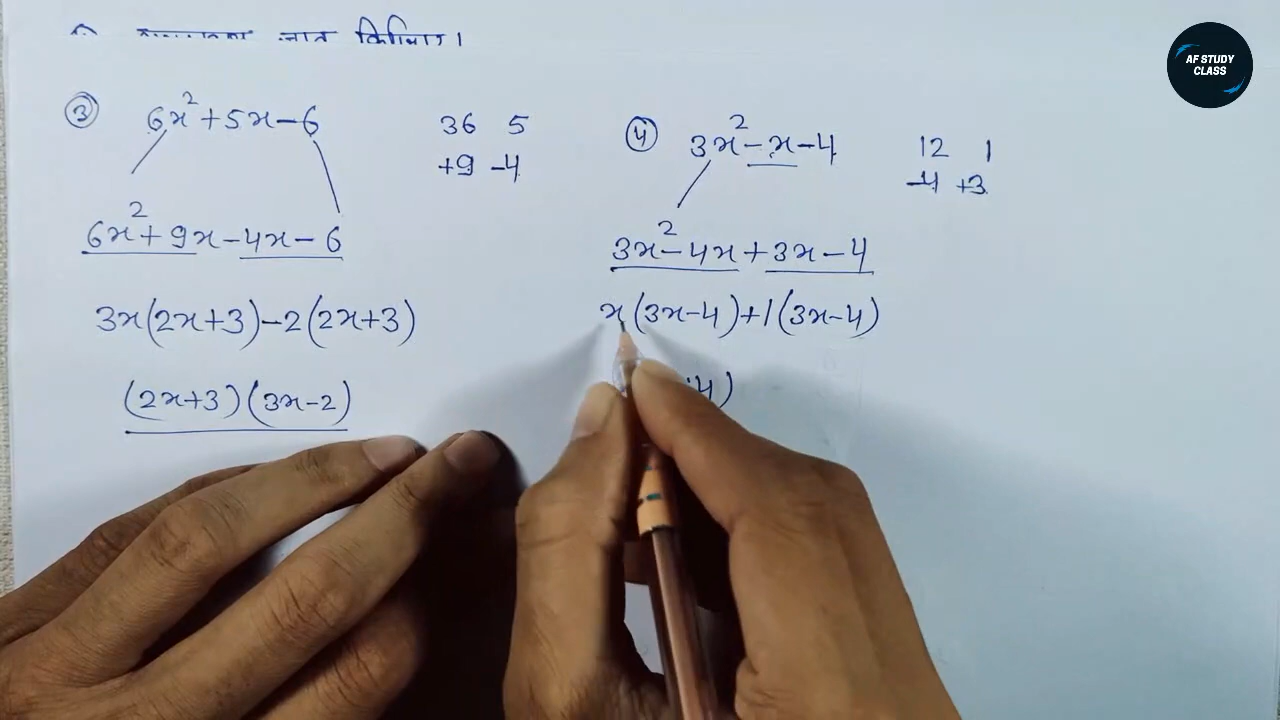 ज्ञात किजिए।
③ 6x² + 5x - 6
36 5
+9 -4
6x² + 9x - 4x - 6
3x(2x+3) - 2(2x+3)
(2x+3)(3x-2)
④ 3x² - x - 4
12 1
-4 +3
3x² - 4x + 3x - 4
x(3x-4) + 1(3x-4)
4)
AF STUDY
CLASS